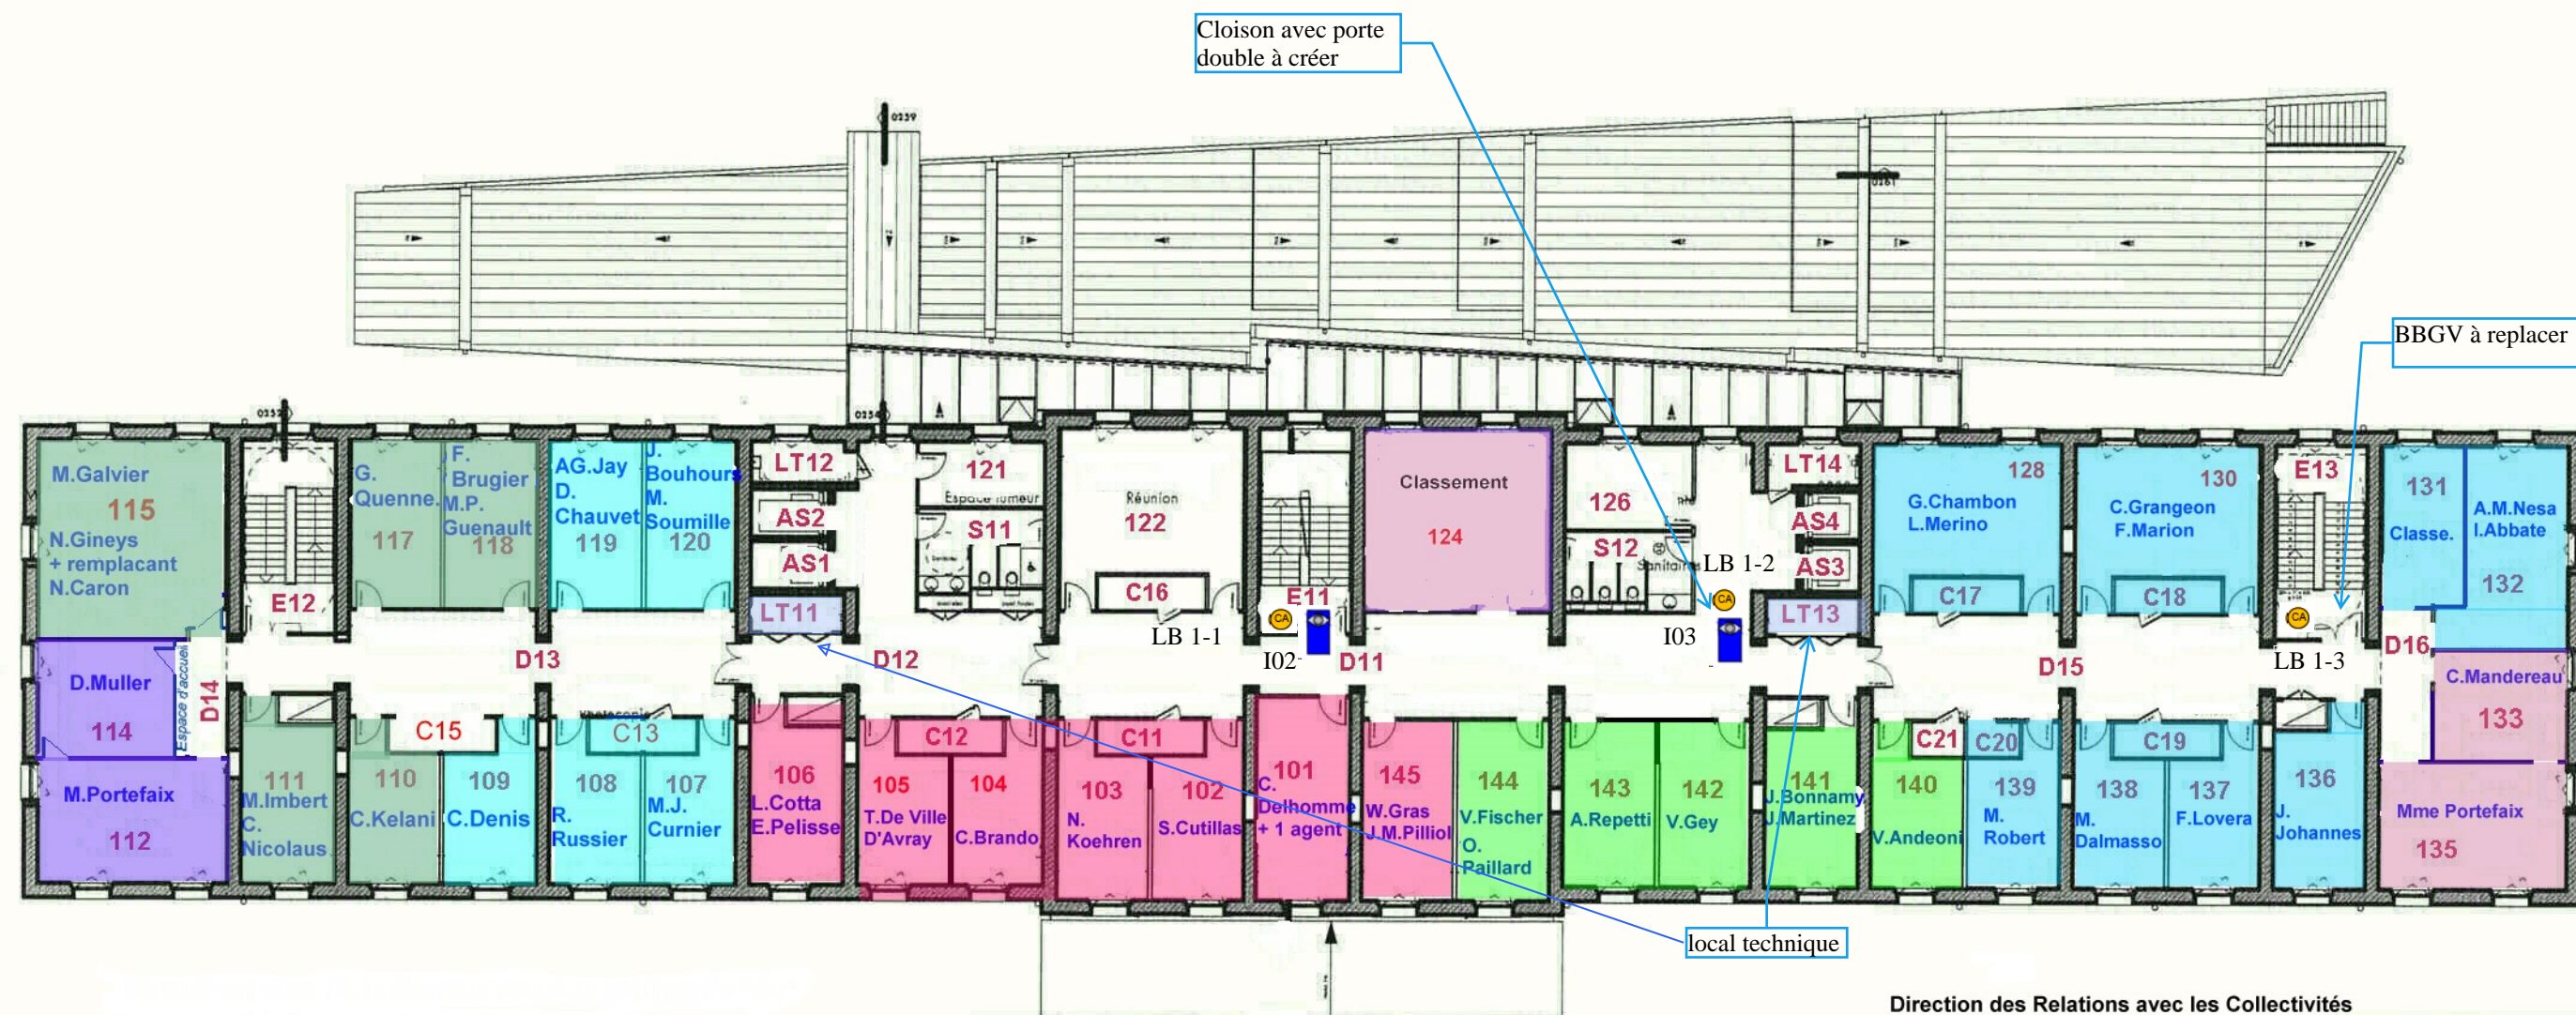 Cloison avec porte
double à créer
0239
0261
BBGV à replacer
0252
0254
M.Galvier
115
N.Gineys
+ remplacant
N.Caron
E12
G.
Quenne.
117
F.
Brugier
M.P.
Guenault
118
AG.Jay
D.
Chauvet
119
J.
Bouhours
M.
Soumille
120
LT12
AS2
AS1
LT11
121
S11
Réunion
122
C16
LB 1-1
E11
CA
I02
Classement
124
126
S12
Sanitaires
LB 1-2
CA
I03
LT14
AS4
AS3
LT13
128
G.Chambon
L.Merino
C17
130
C.Grangeon
F.Marion
C18
E13
CA
LB 1-3
131
Classe.
A.M.Nesa
I.Abbate
132
D.Muller
114
Espace d'accueil
D14
D13
D12
D11
D15
D16
C.Mandereau
133
M.Portefaix
112
111
M.Imbert
C.
Nicolaus
C15
110
C.Kelani
109
C.Denis
C13
108
R.
Russier
107
M.J.
Curnier
106
L.Cotta
E.Pelisse
C12
105
T.De Ville
D'Avray
104
C.Brando
C11
103
N.
Koehren
102
S.Cutillas
101
C.
Delhomme
+ 1 agent
145
W.Gras
J.M.Pilliol
144
V.Fischer
O.
Paillard
143
A.Repetti
142
V.Gey
141
J.Bonnamy
J.Martinez
C21
140
V.Andeoni
C20
139
M.
Robert
C19
138
M.
Dalmasso
137
F.Lovera
136
J.
Johannes
Mme Portefaix
135
local technique
Direction des Relations avec les Collectivités